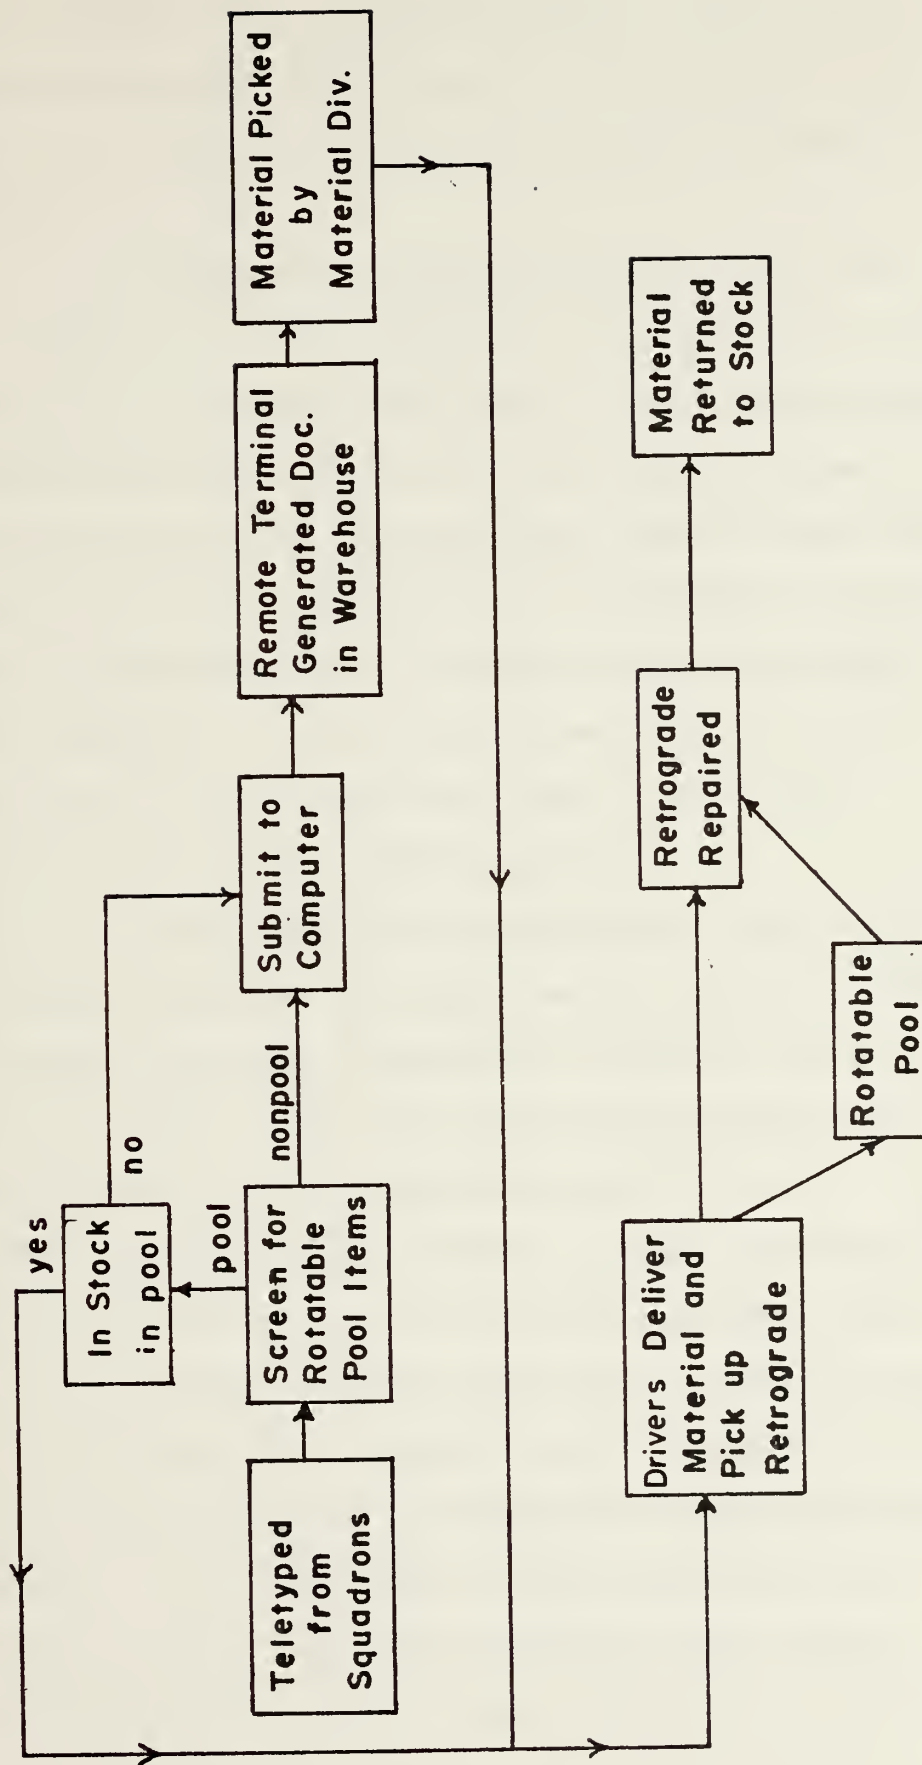 Teletyped
from
Squadrons
Screen for
Rotatable
Pool Items
pool
nonpool
In Stock
in pool
yes
no
Submit to
Computer
Remote Terminal
Generated Doc.
in Warehouse
Material Picked
by
Material Div.
Drivers Deliver
Material and
Pick up
Retrograde
Rotatable
Pool
Retrograde
Repaired
Material
Returned
to Stock